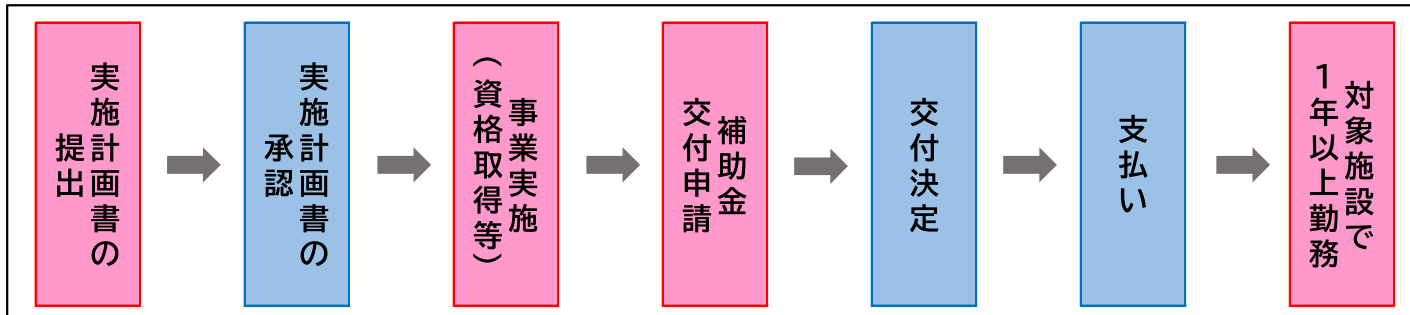 実施計画書の
提出
実施計画書の
承認
事業実施
(資格取得等)
補助金
交付申請
交付決定
支払い
対象施設で
1年以上勤務